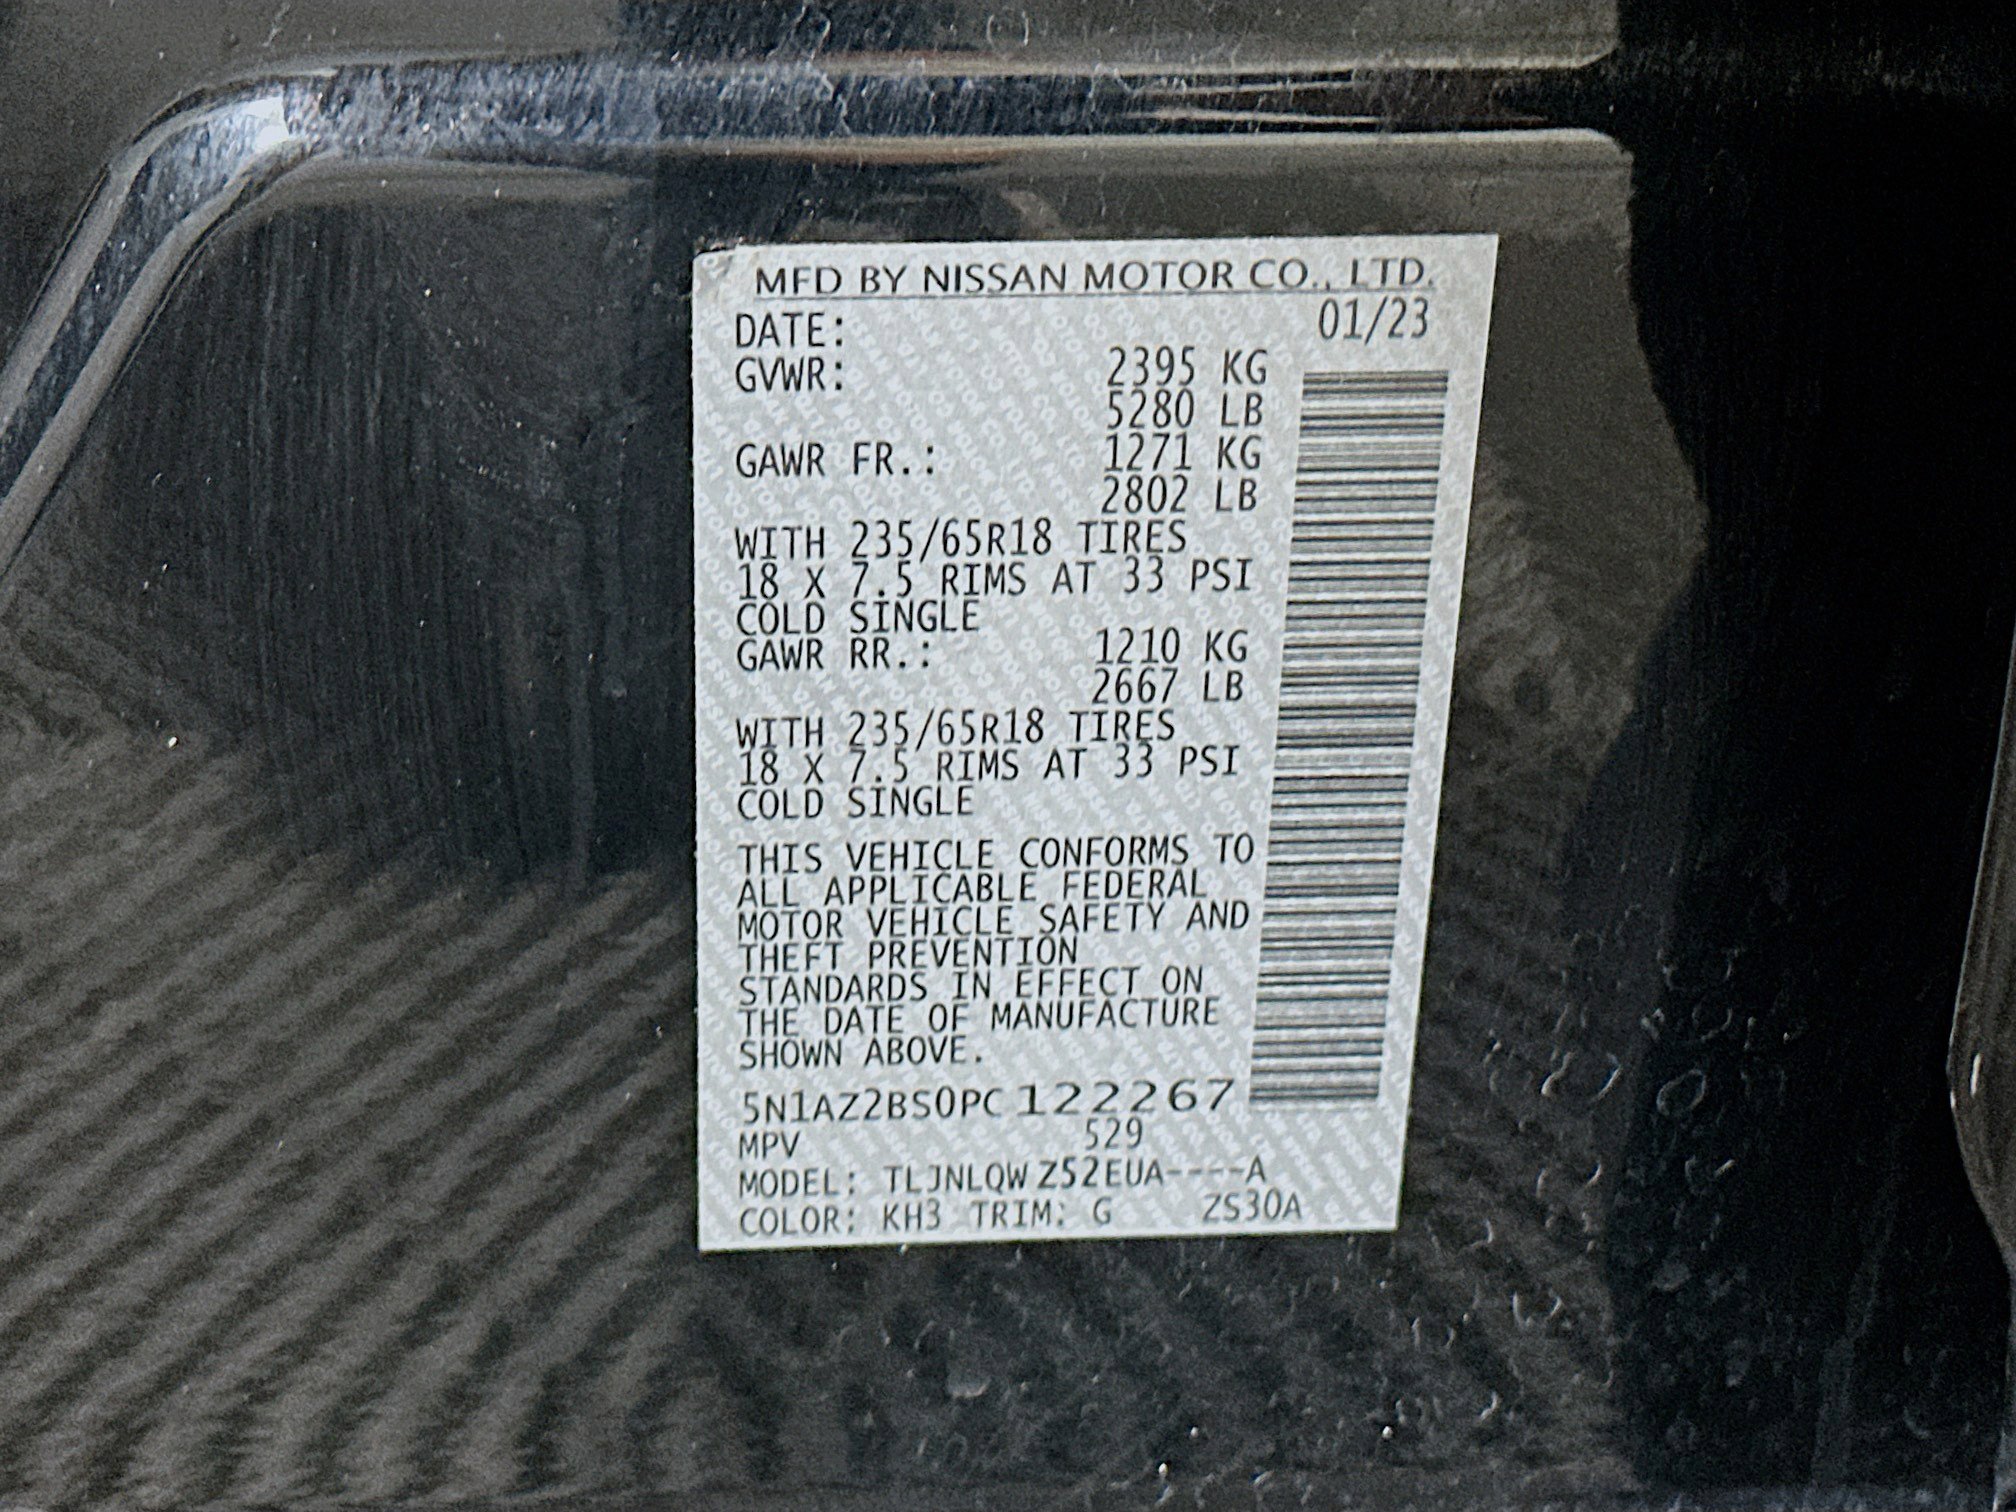 MFD BY NISSAN MOTOR CO., LTD.
DATE: 01/23
GVWR: 2395 KG
5280 LB
GAWR FR.: 1271 KG
2802 LB
WITH 235/65R18 TIRES
18 X 7.5 RIMS AT 33 PSI
COLD SINGLE
GAWR RR.: 1210 KG
2667 LB
WITH 235/65R18 TIRES
18 X 7.5 RIMS AT 33 PSI
COLD SINGLE
THIS VEHICLE CONFORMS TO
ALL APPLICABLE FEDERAL
MOTOR VEHICLE SAFETY AND
THEFT PREVENTION
STANDARDS IN EFFECT ON
THE DATE OF MANUFACTURE
SHOWN ABOVE.
5N1AZ2BS0PC122267
MPV 529
MODEL: TLJNLQW Z52EUA----A
COLOR: KH3 TRIM: G ZS30A